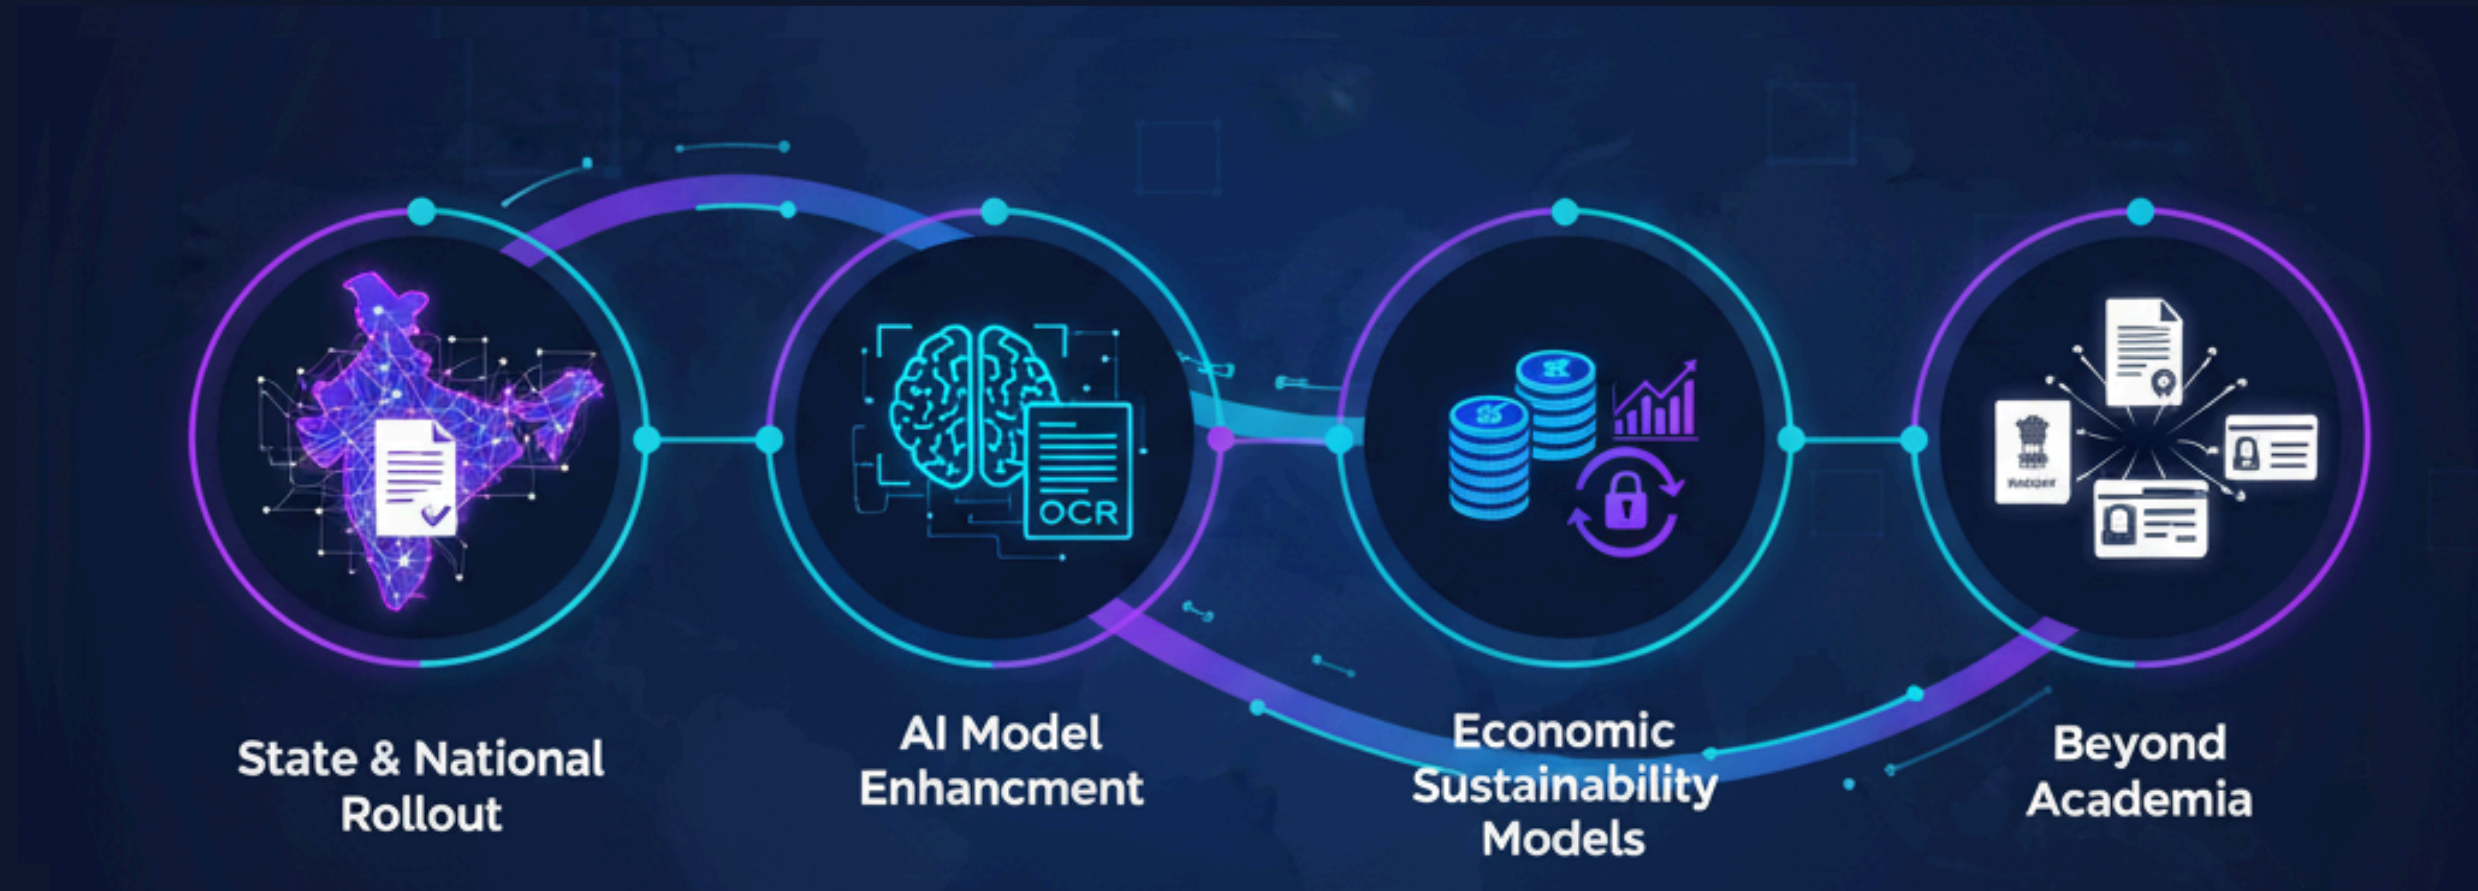 OCR
State & National
Rollout
AI Model
Enhancment
Economic
Sustainability
Models
Beyond
Academia